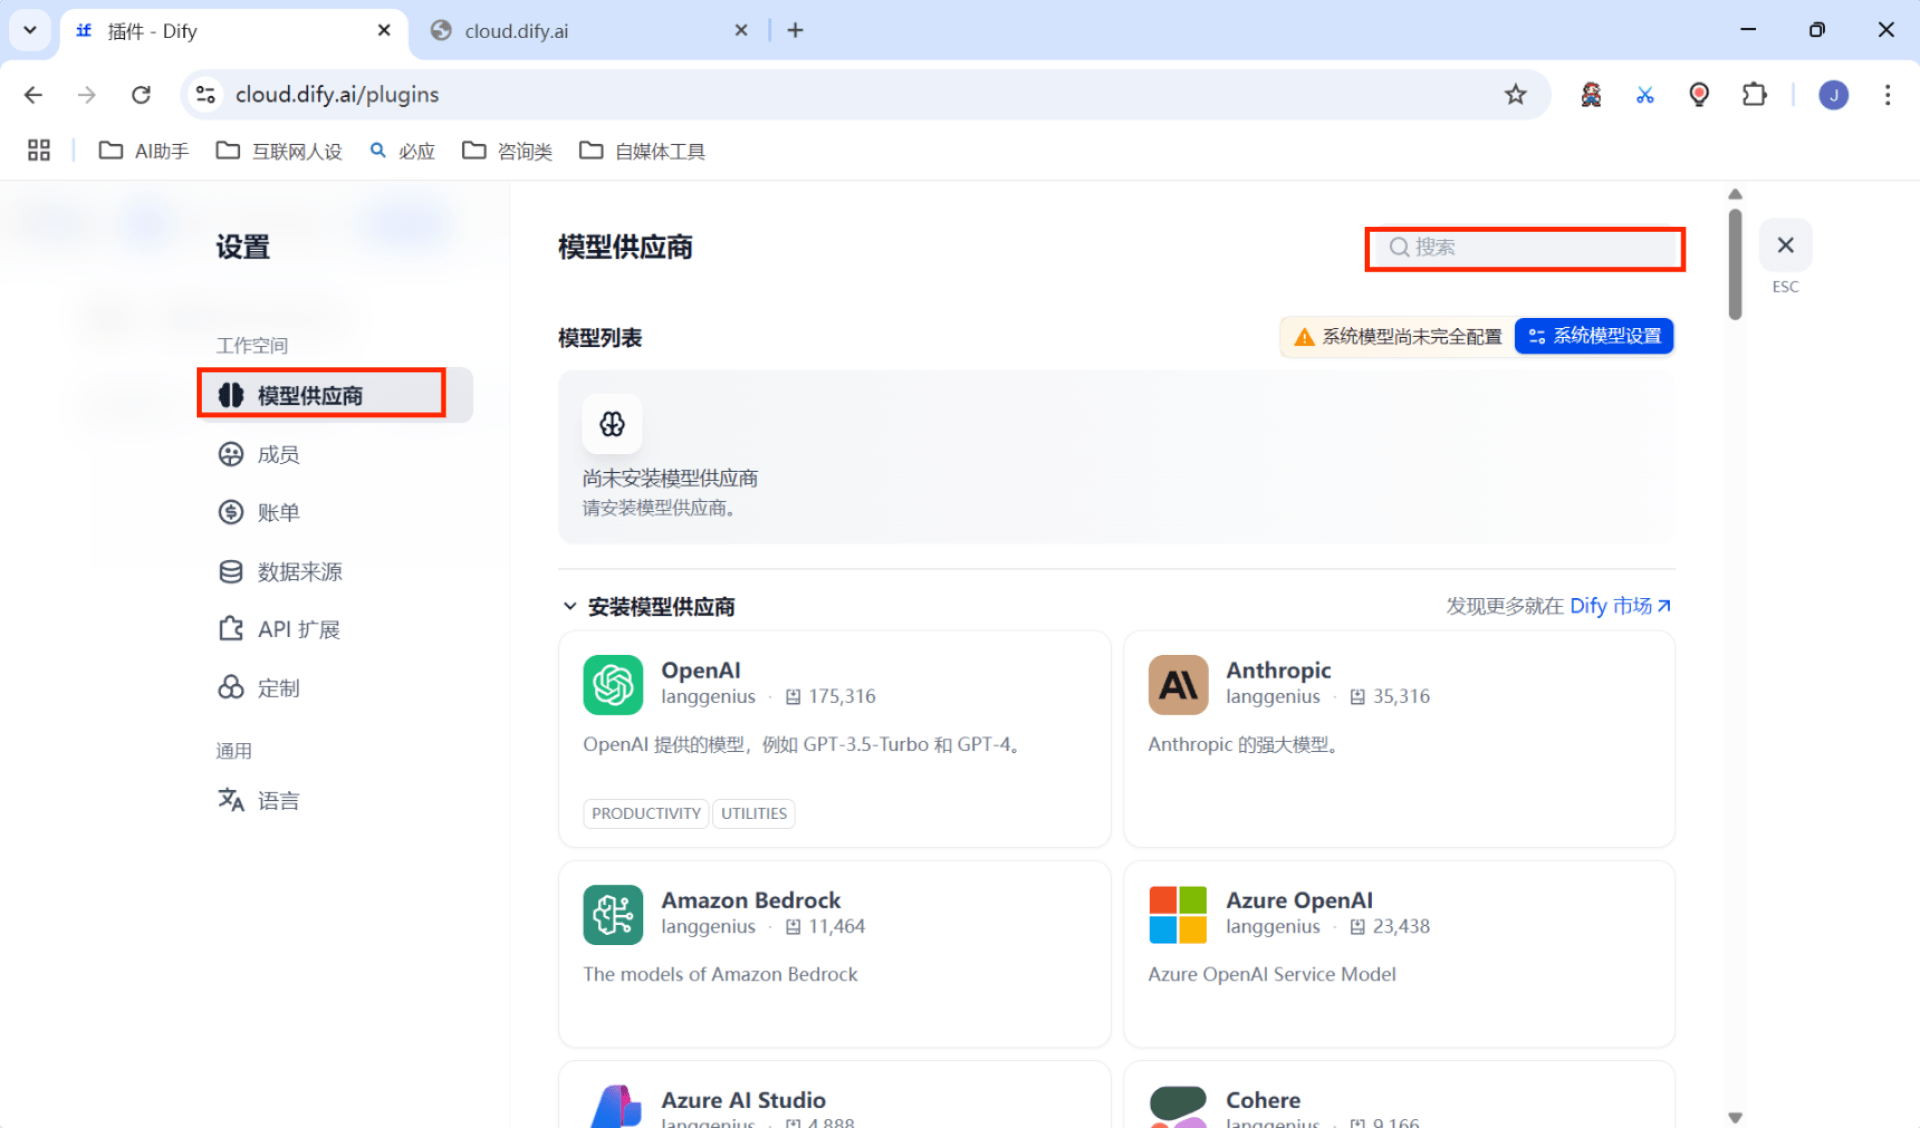 插件 - Dify
cloud.dify.ai
cloud.dify.ai/plugins
J
AI助手
互联网人设
必应
咨询类
自媒体工具
设置
工作空间
模型供应商
成员
账单
数据来源
API 扩展
定制
通用
语言
模型供应商
搜索
ESC
模型列表
系统模型尚未完全配置
系统模型设置
尚未安装模型供应商
请安装模型供应商。
安装模型供应商
发现更多就在 Dify 市场
OpenAI
langgenius · 175,316
OpenAI 提供的模型，例如 GPT-3.5-Turbo 和 GPT-4。
PRODUCTIVITY UTILITIES
Anthropic
langgenius · 35,316
Anthropic 的强大模型。
Amazon Bedrock
langgenius · 11,464
The models of Amazon Bedrock
Azure OpenAI
langgenius · 23,438
Azure OpenAI Service Model
Azure AI Studio
langgenius · 4,888
Cohere
langgenius · 9,166